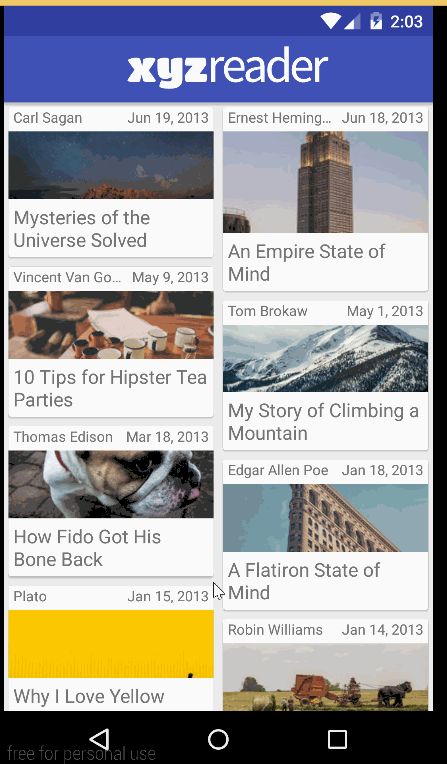 2:03
xyzreader
Carl Sagan Jun 19, 2013
Mysteries of the
Universe Solved
Vincent Van Go... May 9, 2013
10 Tips for Hipster Tea
Parties
Thomas Edison Mar 18, 2013
How Fido Got His
Bone Back
Plato Jan 15, 2013
Why I Love Yellow
Ernest Heming... Jun 18, 2013
An Empire State of
Mind
Tom Brokaw May 1, 2013
My Story of Climbing a
Mountain
Edgar Allen Poe Jan 18, 2013
A Flatiron State of
Mind
Robin Williams Jan 14, 2013
free for personal use